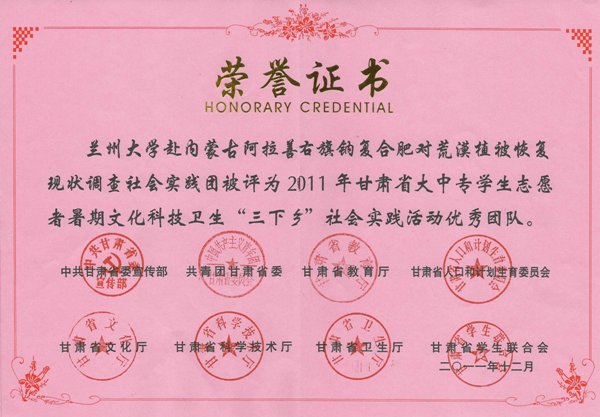 荣誉证书
HONORARY CREDENTIAL
兰州大学赴内蒙古阿拉善右旗钩复合肥对荒漠植被恢复
现状调查社会实践团被评为 2011 年甘肃省大中专学生志愿
者暑期文化科技卫生“三下乡”社会实践活动优秀团队。
中共甘肃省委宣传部 共青团甘肃省委 甘肃省教育厅 甘肃省人口和计划生育委员会
甘肃省文化厅 甘肃省科学技术厅 甘肃省卫生厅 甘肃省学生联合会
二〇一一年十二月